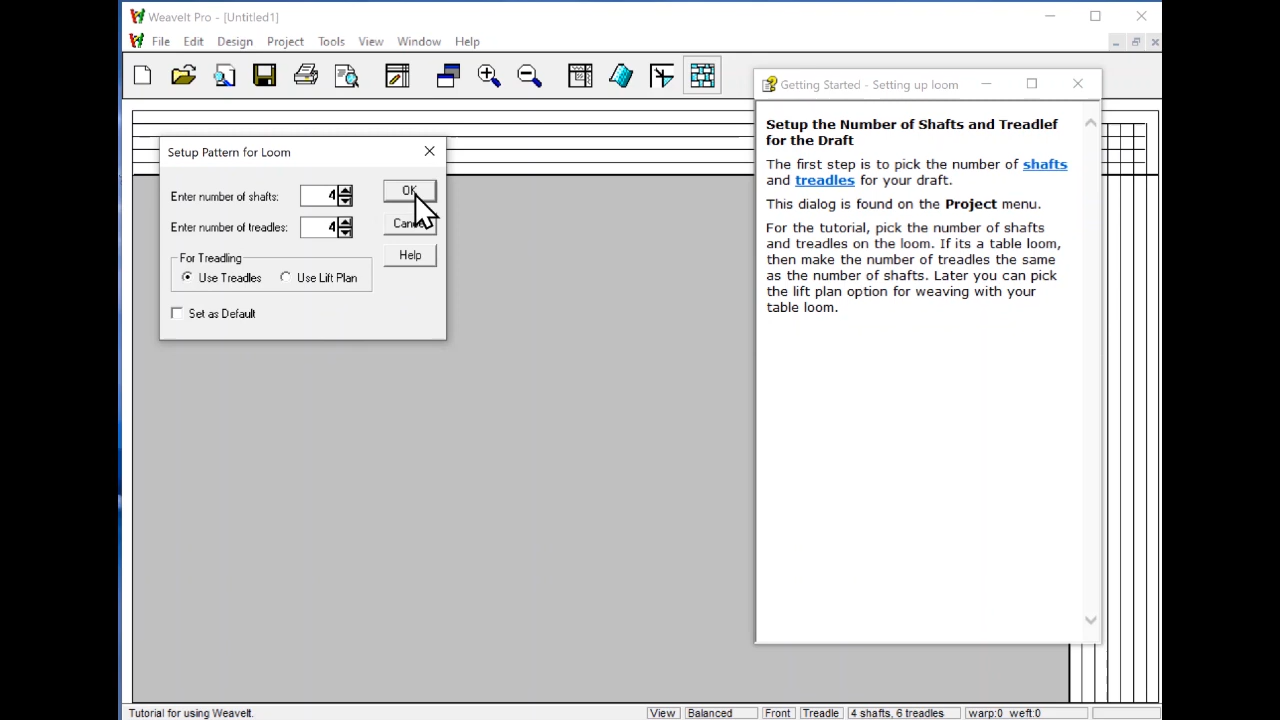 WeaveIt Pro - [Untitled1]
File Edit Design Project Tools View Window Help
Getting Started - Setting up loom
Setup the Number of Shafts and Treadlef
for the Draft
The first step is to pick the number of shafts
and treadles for your draft.
This dialog is found on the Project menu.
For the tutorial, pick the number of shafts
and treadles on the loom. If its a table loom,
then make the number of treadles the same
as the number of shafts. Later you can pick
the lift plan option for weaving with your
table loom.
Setup Pattern for Loom
Enter number of shafts: 4
OK
Enter number of treadles: 4
Help
For Treadling
Use Treadles Use Lift Plan
Set as Default
Tutorial for using WeaveIt. View Balanced Front Treadle 4 shafts, 6 treadles warp:0 weft:0